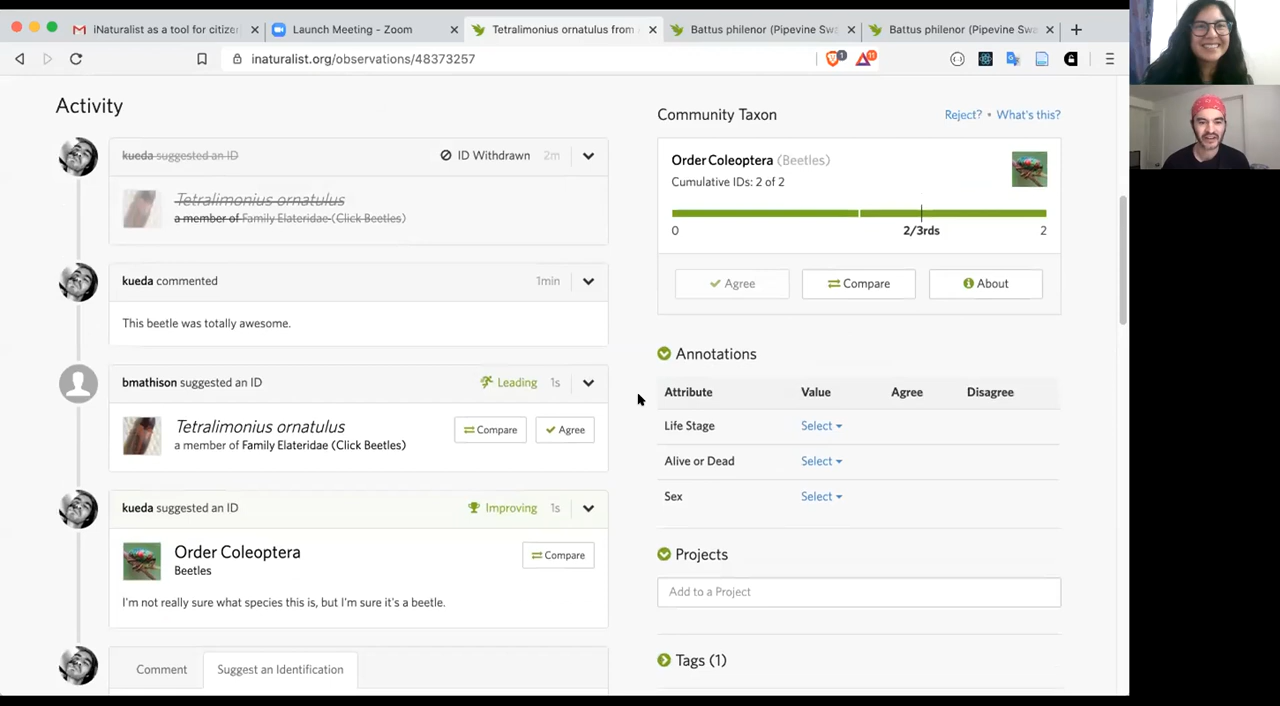 iNaturalist as a tool for citizer
Launch Meeting - Zoom
Tetralimonius ornatulus from
Battus philenor (Pipevine Swa
Battus philenor (Pipevine Swa
inaturalist.org/observations/48373257
1
11
Activity
kueda suggested an ID
ID Withdrawn 2m
Tetralimonius ornatulus
a member of Family Elateridae (Click Beetles)
kueda commented
1min
This beetle was totally awesome.
bmathison suggested an ID
Leading 1s
Tetralimonius ornatulus
a member of Family Elateridae (Click Beetles)
Compare
Agree
kueda suggested an ID
Improving 1s
Order Coleoptera
Beetles
Compare
I'm not really sure what species this is, but I'm sure it's a beetle.
Comment
Suggest an Identification
Community Taxon
Reject? • What's this?
Order Coleoptera (Beetles)
Cumulative IDs: 2 of 2
0
2/3rds
2
Agree
Compare
About
Annotations
Attribute Value Agree Disagree
Life Stage Select
Alive or Dead Select
Sex Select
Projects
Add to a Project
Tags (1)